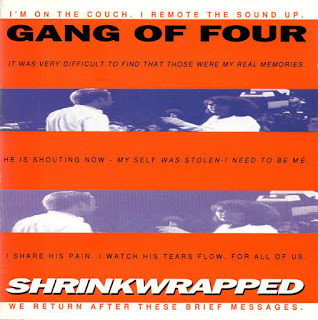 I'M ON THE COUCH. I REMOTE THE SOUND UP.
GANG OF FOUR
IT WAS VERY DIFFICULT TO FIND THAT THOSE WERE MY REAL MEMORIES.
HE IS SHOUTING NOW - MY SELF WAS STOLEN-I NEED TO BE ME
I SHARE HIS PAIN. I WATCH HIS TEARS FLOW. FOR ALL OF US.
SHRINKWRAPPED
WE RETURN AFTER THESE BRIEF MESSAGES.